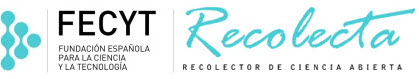 FECYT
FUNDACIÓN ESPAÑOLA
PARA LA CIENCIA
Y LA TECNOLOGÍA
Recolecta
RECOLECTOR DE CIENCIA ABIERTA